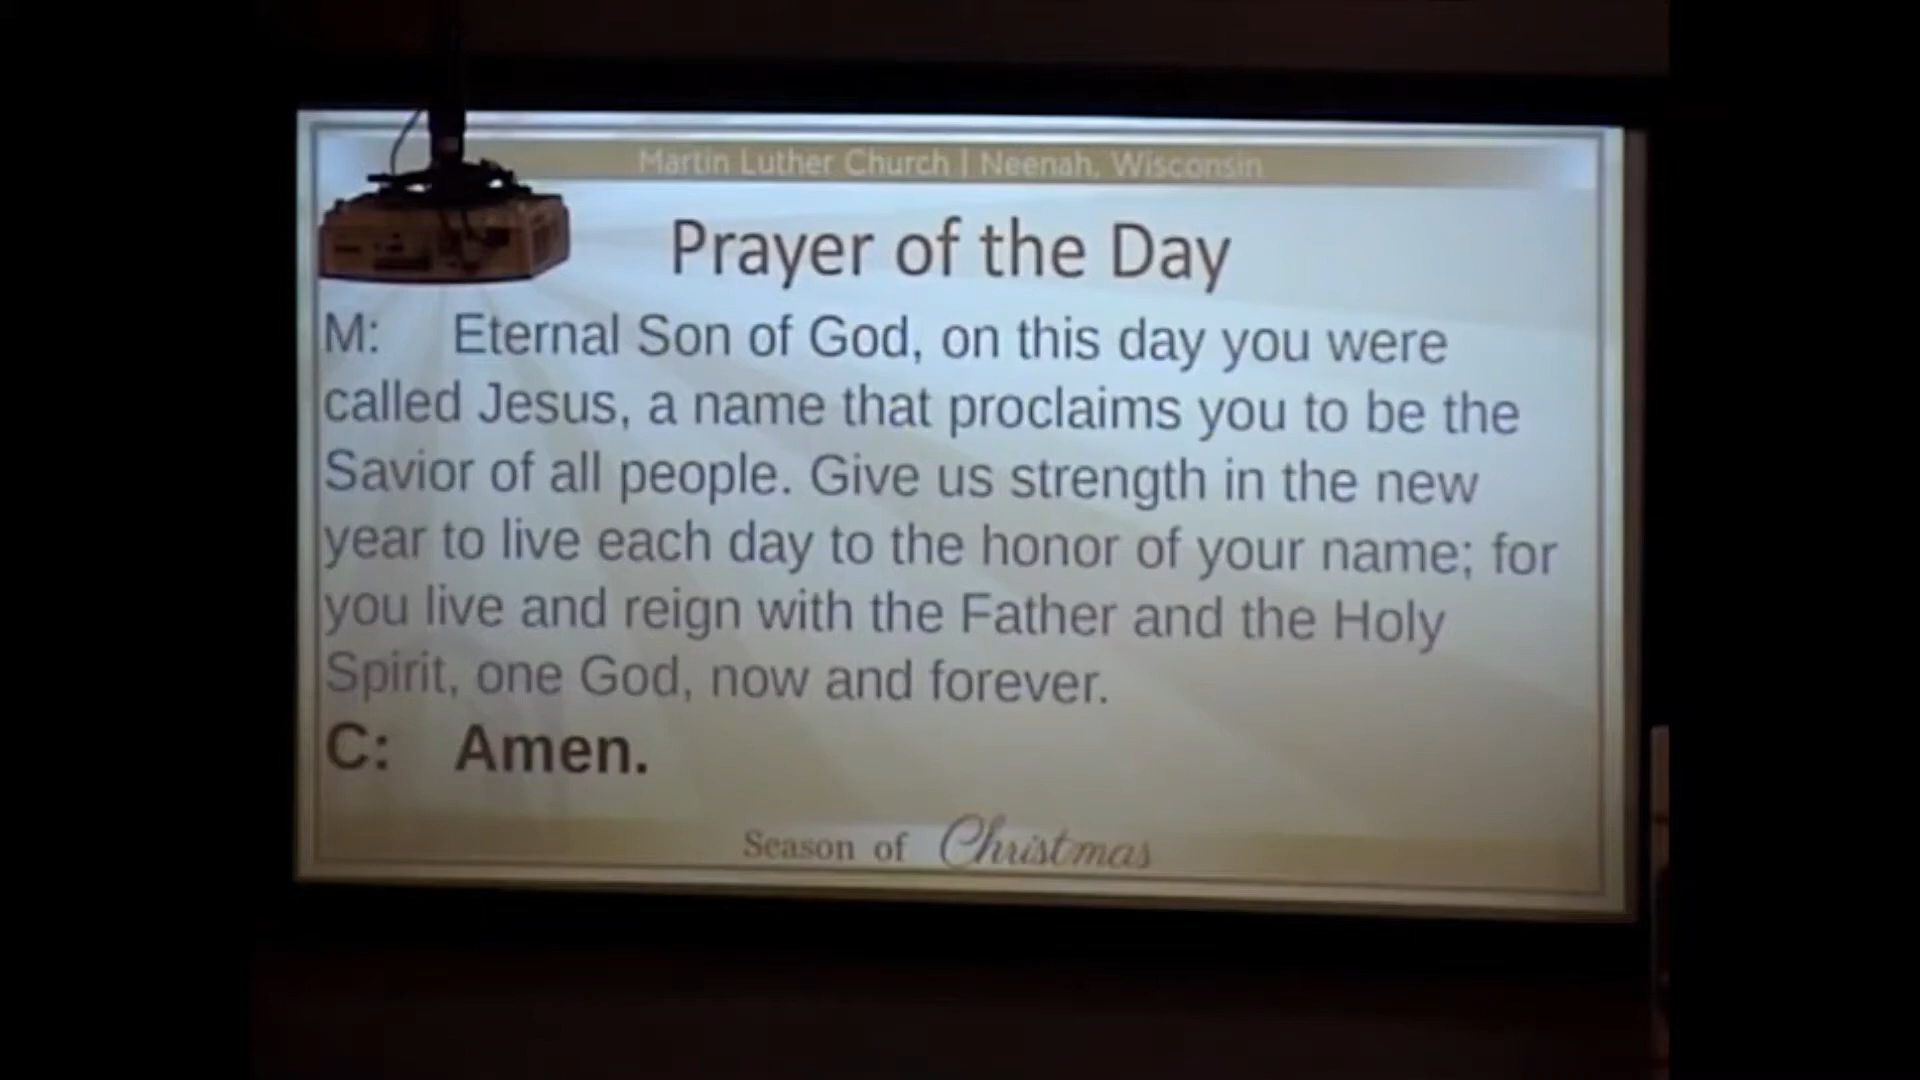 Martin Luther Church | Neenah, Wisconsin
Prayer of the Day
M: Eternal Son of God, on this day you were
called Jesus, a name that proclaims you to be the
Savior of all people. Give us strength in the new
year to live each day to the honor of your name; for
you live and reign with the Father and the Holy
Spirit, one God, now and forever.
C: Amen.
Season of Christmas